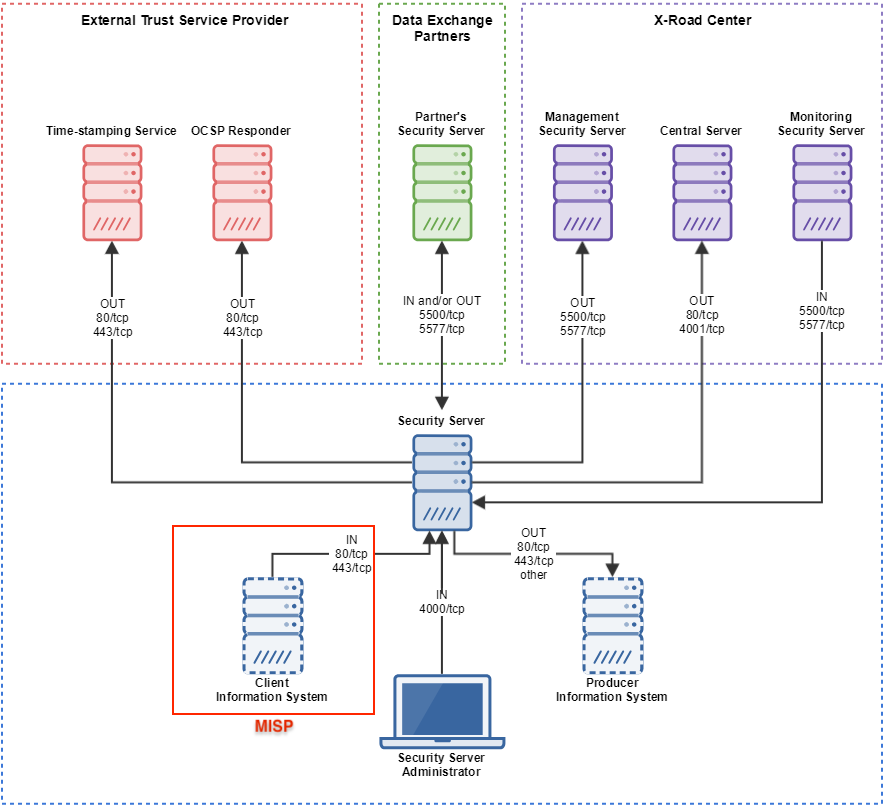 External Trust Service Provider
Data Exchange
Partners
X-Road Center
Time-stamping Service
OCSP Responder
Partner's
Security Server
Management
Security Server
Central Server
Monitoring
Security Server
OUT
80/tcp
443/tcp
OUT
80/tcp
443/tcp
IN and/or OUT
5500/tcp
5577/tcp
OUT
5500/tcp
5577/tcp
OUT
80/tcp
4001/tcp
IN
5500/tcp
5577/tcp
Security Server
IN
80/tcp
443/tcp
OUT
80/tcp
443/tcp
other
IN
4000/tcp
Client
Information System
MISP
Producer
Information System
Security Server
Administrator